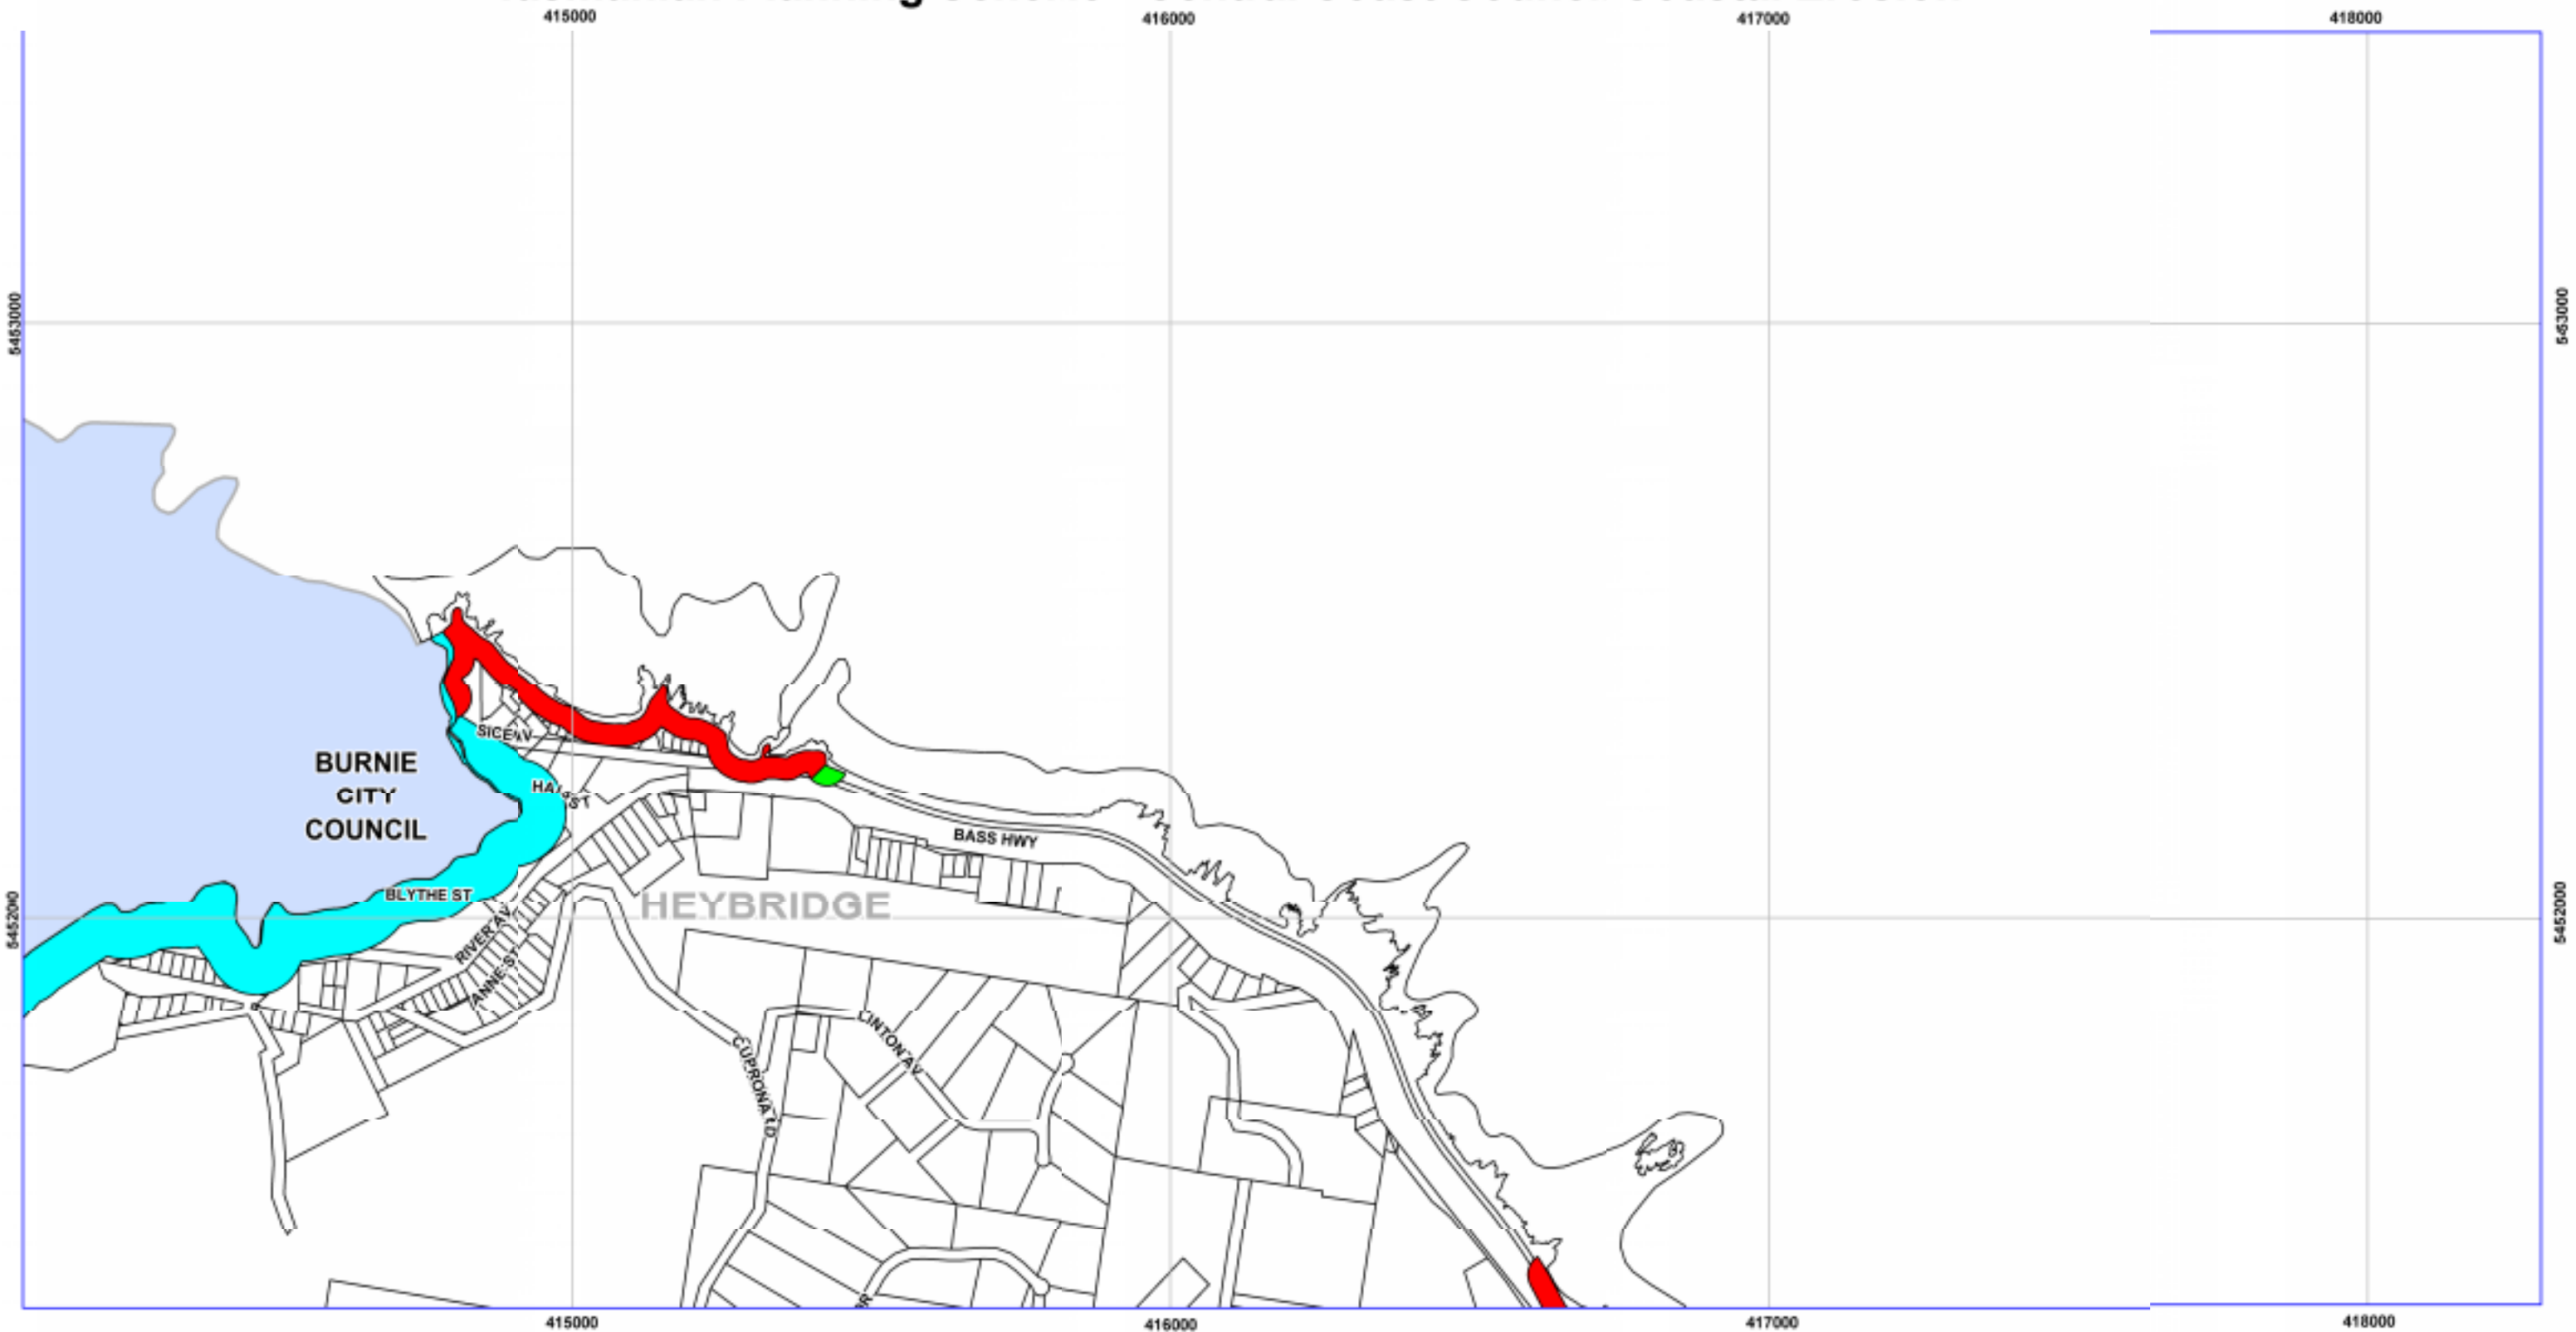 415000
416000
417000
418000
5453000
5453000
SICE AV
BURNIE
CITY
COUNCIL
BASS HWY
BLYTHE ST
HEYBRIDGE
5452000
5452000
RIVER AV
ANNE ST
LINTON AV
CUPRONA RD
415000
416000
417000
418000